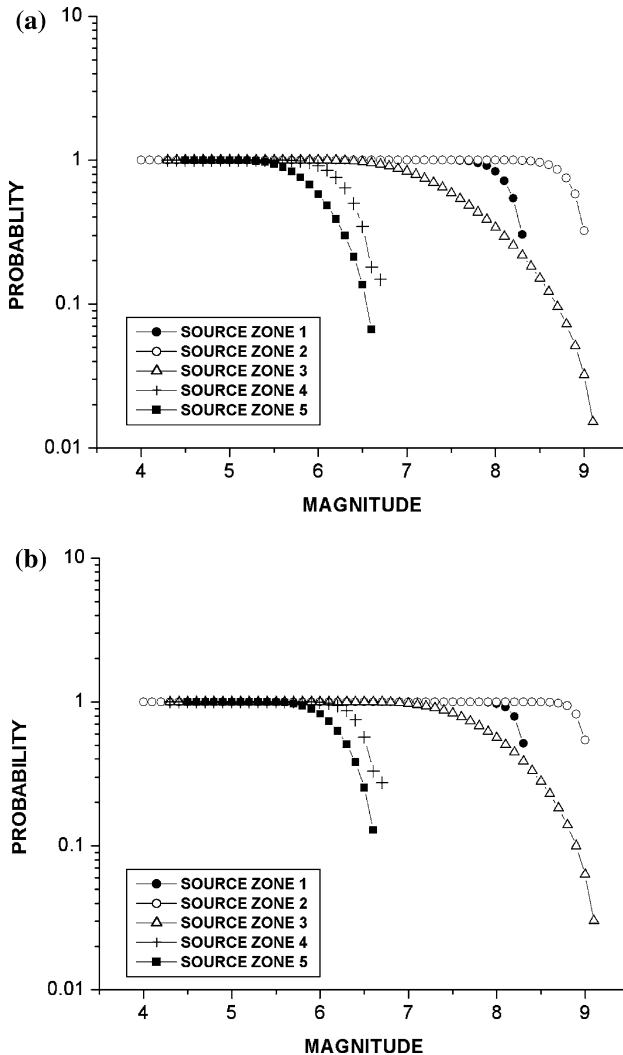 (a)
10
1
0.1
0.01
PROBABLITY
SOURCE ZONE 1
SOURCE ZONE 2
SOURCE ZONE 3
SOURCE ZONE 4
SOURCE ZONE 5
4 5 6 7 8 9
MAGNITUDE
(b)
10
1
0.1
0.01
PROBABILITY
SOURCE ZONE 1
SOURCE ZONE 2
SOURCE ZONE 3
SOURCE ZONE 4
SOURCE ZONE 5
4 5 6 7 8 9
MAGNITUDE